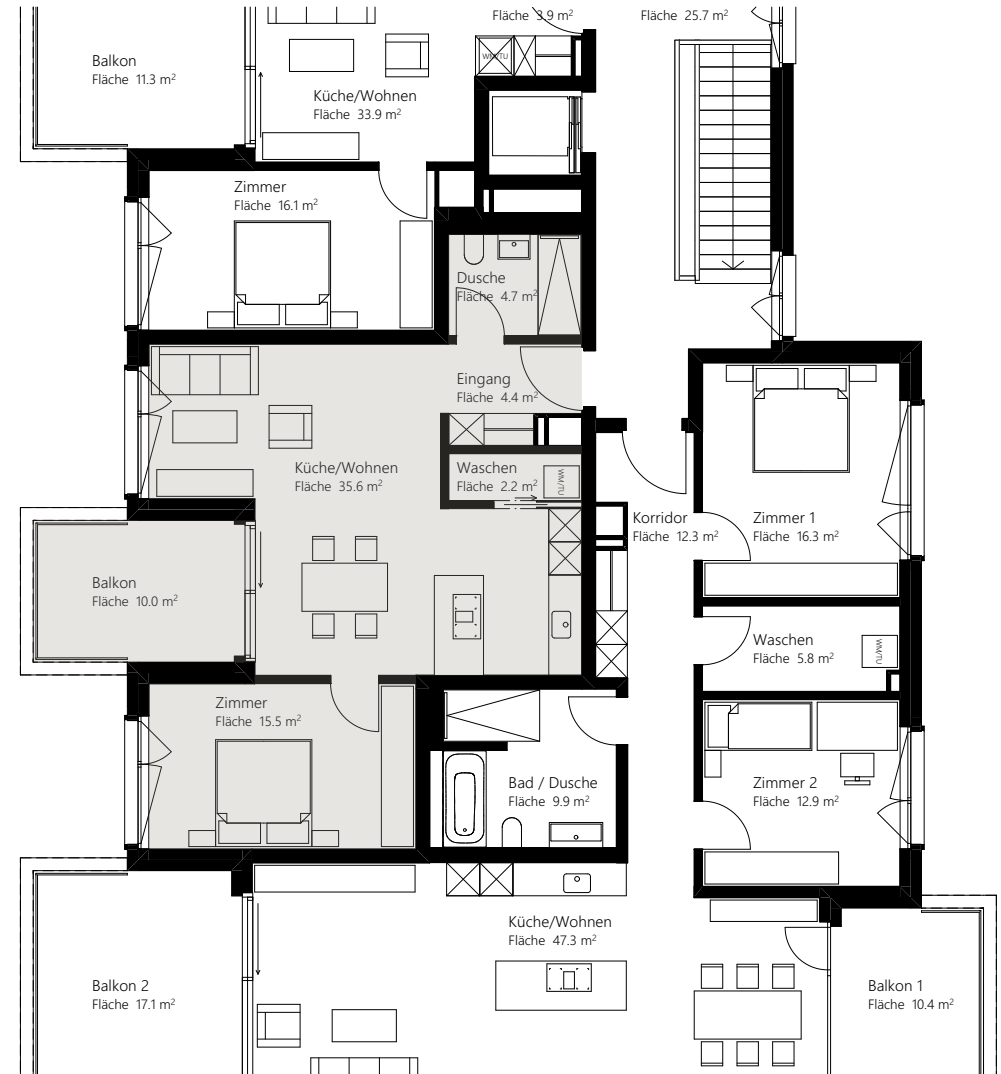 Fläche 3.9 m²
Fläche 25.7 m²
Balkon
Fläche 11.3 m²
WM/TU
Küche/Wohnen
Fläche 33.9 m²
Zimmer
Fläche 16.1 m²
Dusche
Fläche 4.7 m²
Eingang
Fläche 4.4 m²
Küche/Wohnen
Fläche 35.6 m²
Waschen
Fläche 2.2 m²
WM/TU
Korridor
Fläche 12.3 m²
Zimmer 1
Fläche 16.3 m²
Balkon
Fläche 10.0 m²
Waschen
Fläche 5.8 m²
WM/TU
Zimmer
Fläche 15.5 m²
Bad / Dusche
Fläche 9.9 m²
Zimmer 2
Fläche 12.9 m²
Küche/Wohnen
Fläche 47.3 m²
Balkon 2
Fläche 17.1 m²
Balkon 1
Fläche 10.4 m²